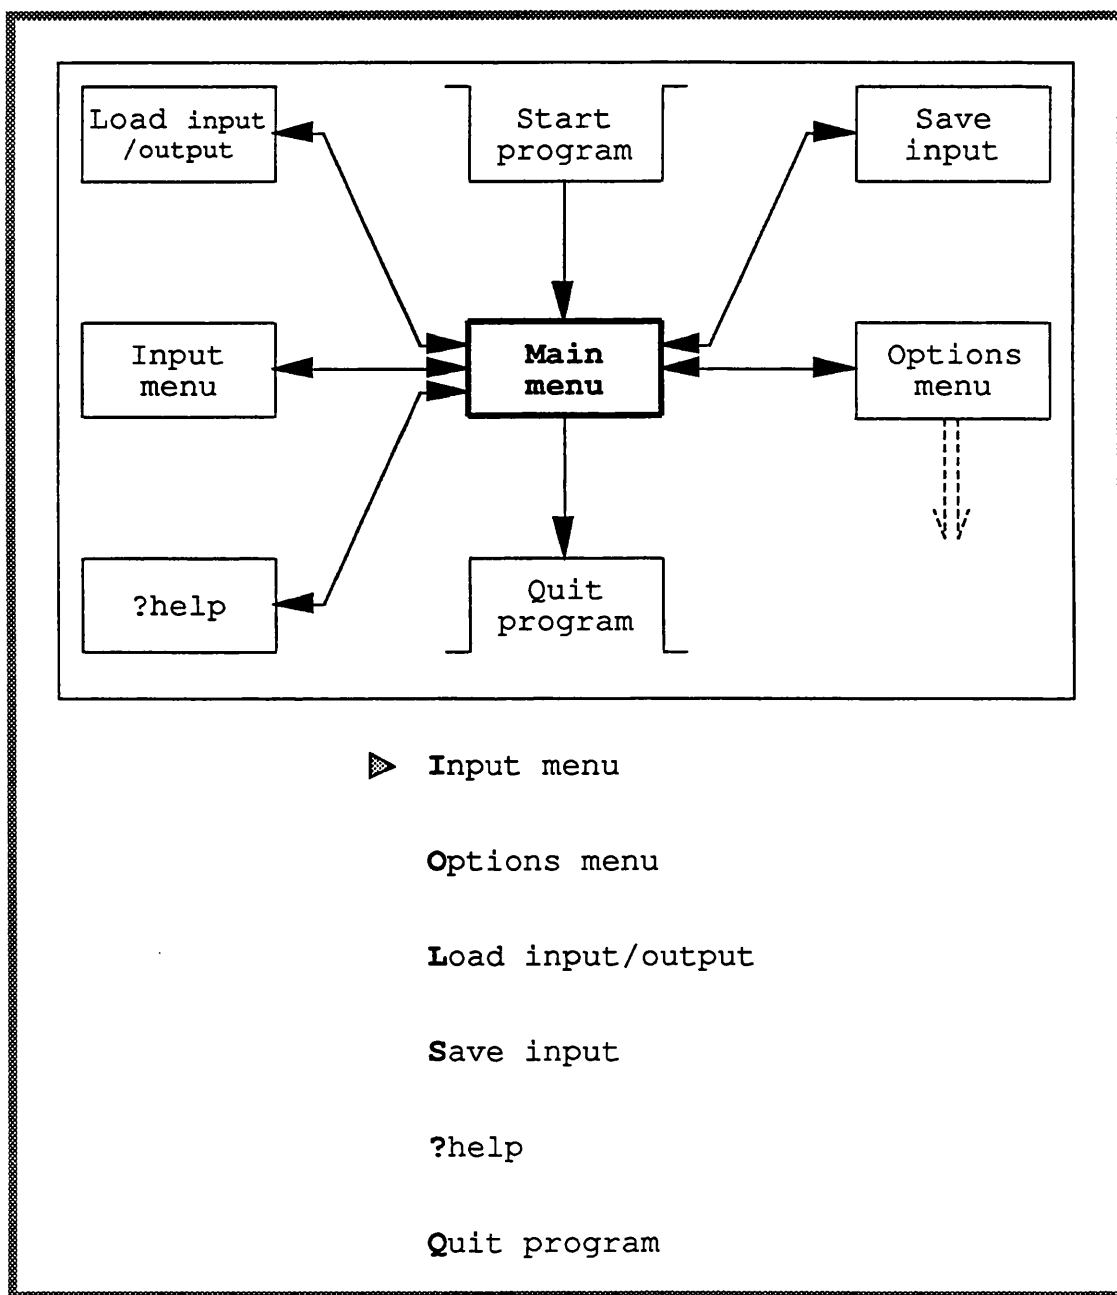 Load input
/output
Start
program
Save
input
Input
menu
Main
menu
Options
menu
?help
Quit
program
Input menu
Options menu
Load input/output
Save input
?help
Quit program